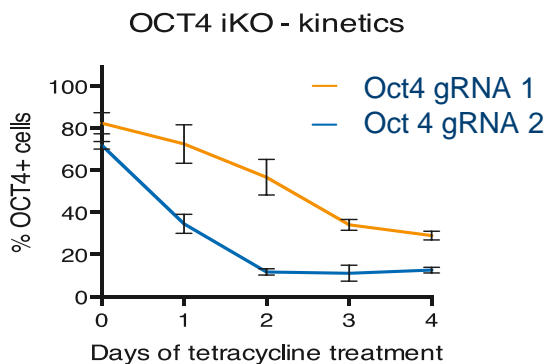 OCT4 iKO - kinetics
Oct4 gRNA 1
Oct 4 gRNA 2
% OCT4+ cells
100
80
60
40
20
0
0 1 2 3 4
Days of tetracycline treatment